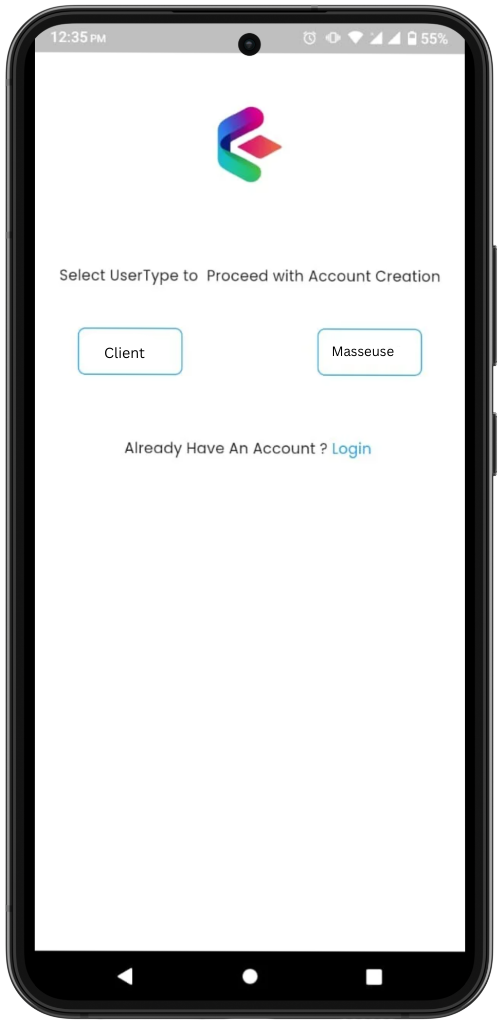 12:35 PM 55%
Select UserType to  Proceed with Account Creation
Client Masseuse
Already Have An Account ? Login